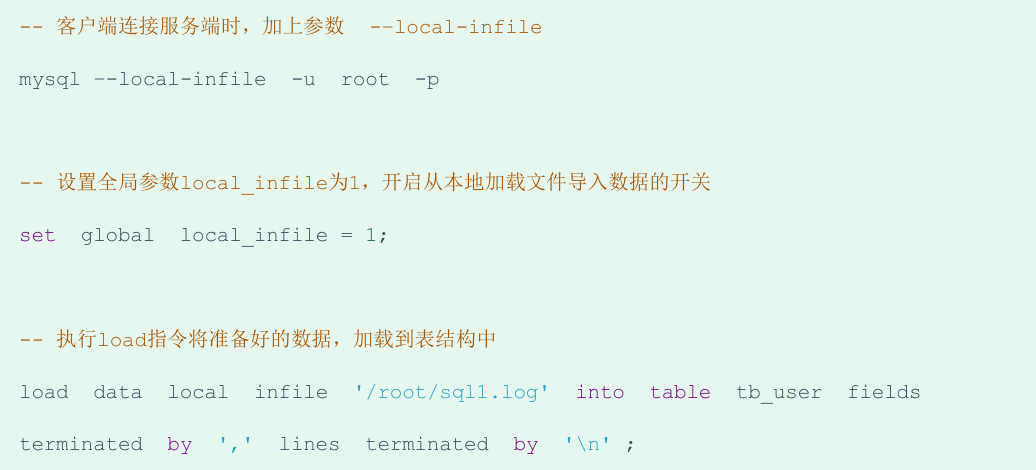 -- 客户端连接服务端时，加上参数  --local-infile
mysql --local-infile  -u  root  -p
-- 设置全局参数local_infile为1，开启从本地加载文件导入数据的开关
set  global  local_infile = 1;
-- 执行load指令将准备好的数据，加载到表结构中
load  data  local  infile  '/root/sql1.log'  into  table  tb_user  fields
terminated  by  ','  lines  terminated  by  '\n' ;